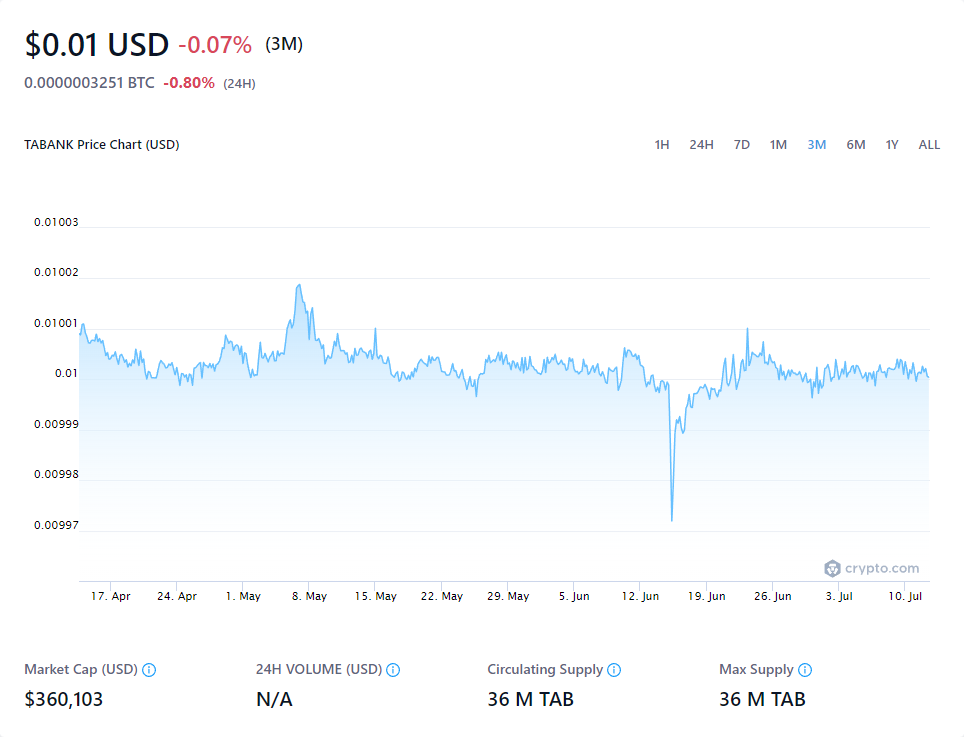 $0.01 USD -0.07% (3M)
0.0000003251 BTC -0.80% (24H)
TABANK Price Chart (USD) 1H 24H 7D 1M 3M 6M 1Y ALL
0.01003
0.01002
0.01001
0.01
0.00999
0.00998
0.00997
crypto.com
17. Apr 24. Apr 1. May 8. May 15. May 22. May 29. May 5. Jun 12. Jun 19. Jun 26. Jun 3. Jul 10. Jul
Market Cap (USD) 24H VOLUME (USD) Circulating Supply Max Supply
$360,103 N/A 36 M TAB 36 M TAB